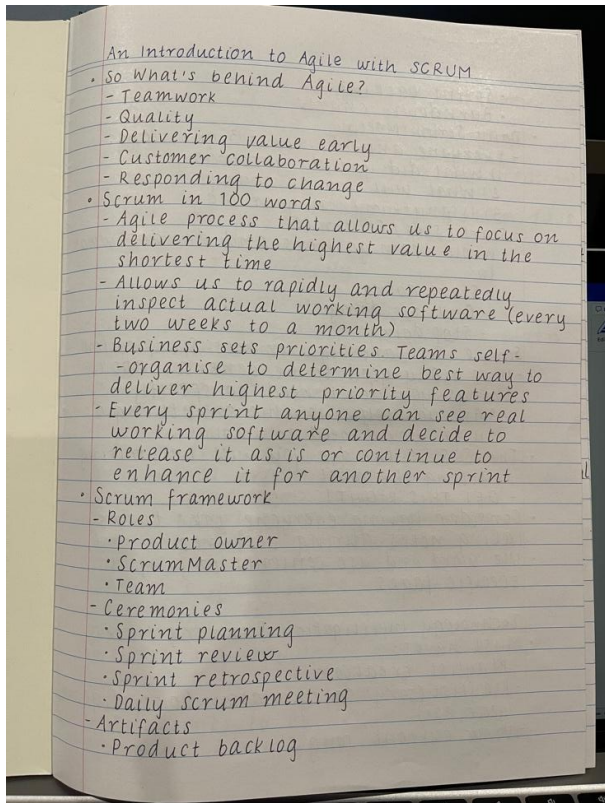 An Introduction to Agile with SCRUM
• So What's behind Agile?
- Teamwork
- Quality
- Delivering value early
- Customer collaboration
- Responding to change
• Scrum in 100 words
- Agile process that allows us to focus on
delivering the highest value in the
shortest time
- Allows us to rapidly and repeatedly
inspect actual working software (every
two weeks to a month)
- Business sets priorities. Teams self-
-organise to determine best way to
deliver highest priority features
- Every sprint anyone can see real
working software and decide to
release it as is or continue to
enhance it for another sprint
• Scrum framework
- Roles
• Product owner
• ScrumMaster
• Team
- Ceremonies
• Sprint planning
• Sprint review
• Sprint retrospective
• Daily scrum meeting
- Artifacts
• Product backlog